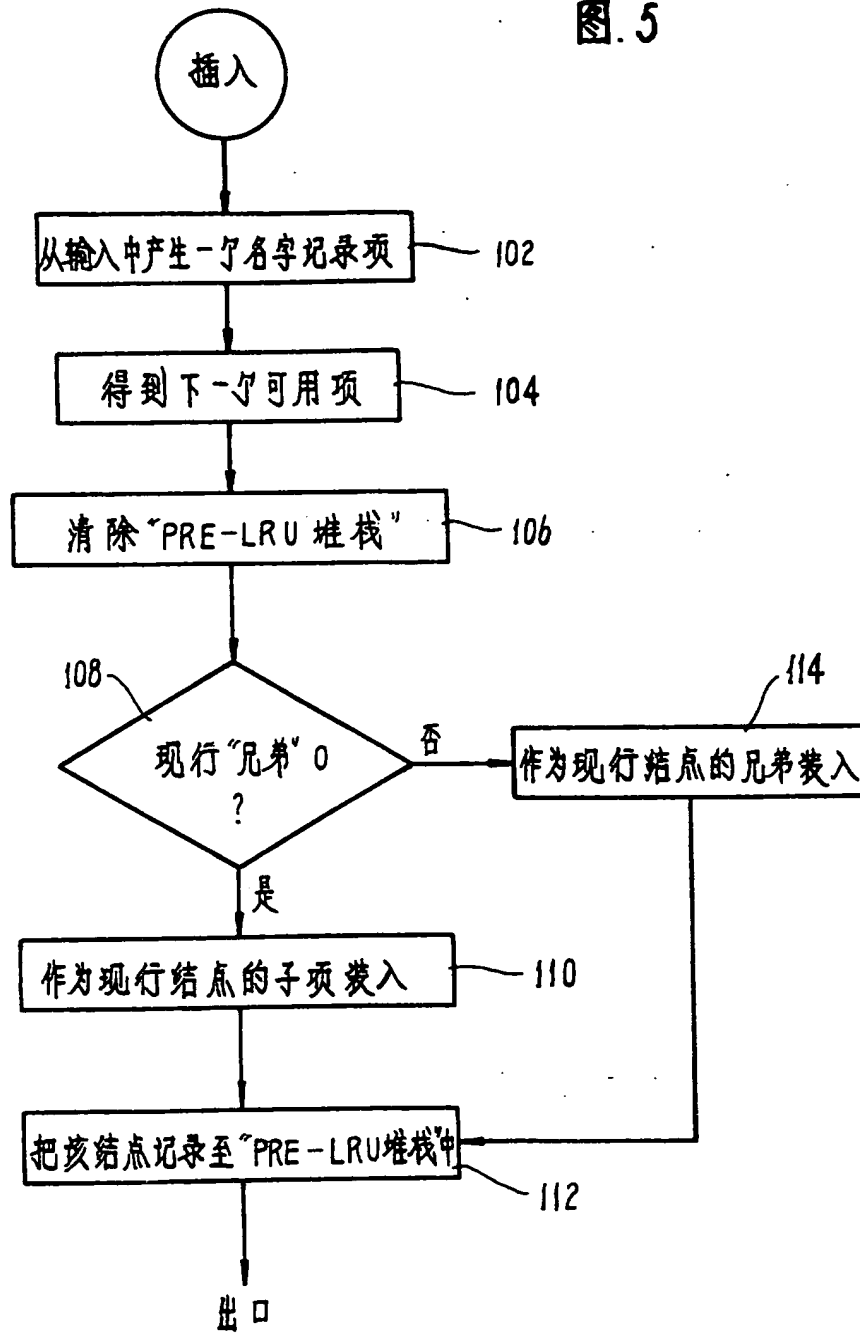 图.5
插入
从输入中产生一个名字记录项
102
得到下一个可用项
104
清除"PRE-LRU堆栈"
106
108
现行"兄弟"0
?
否
114
作为现行结点的兄弟装入
是
作为现行结点的子项装入
110
把该结点记录至"PRE-LRU堆栈"中
112
出口